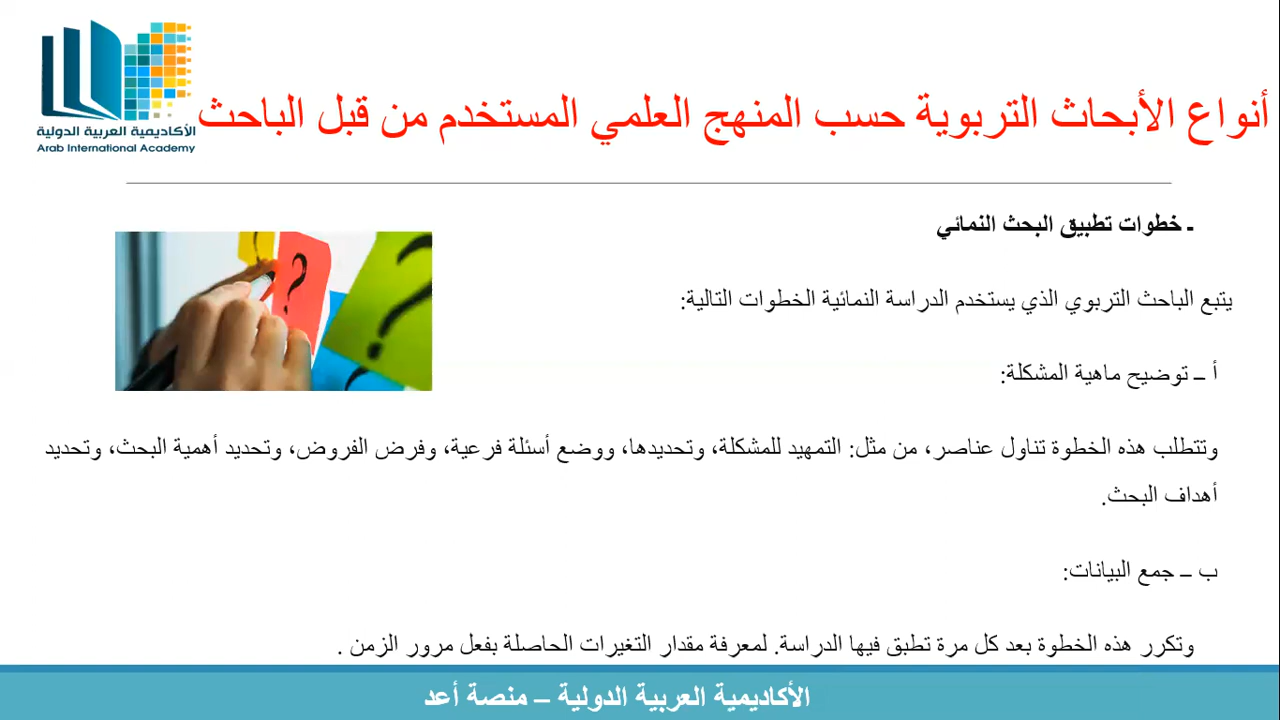 الأكاديمية العربية الدولية
Arab International Academy
أنواع الأبحاث التربوية حسب المنهج العلمي المستخدم من قبل الباحث
ـ خطوات تطبيق البحث النمائي
يتبع الباحث التربوي الذي يستخدم الدراسة النمائية الخطوات التالية:
أ ــ توضيح ماهية المشكلة:
وتتطلب هذه الخطوة تناول عناصر، من مثل: التمهيد للمشكلة، وتحديدها، ووضع أسئلة فرعية، وفرض الفروض، وتحديد أهمية البحث، وتحديد
أهداف البحث.
ب ــ جمع البيانات:
وتكرر هذه الخطوة بعد كل مرة تطبق فيها الدراسة. لمعرفة مقدار التغيرات الحاصلة بفعل مرور الزمن .
الأكاديمية العربية الدولية – منصة أعد